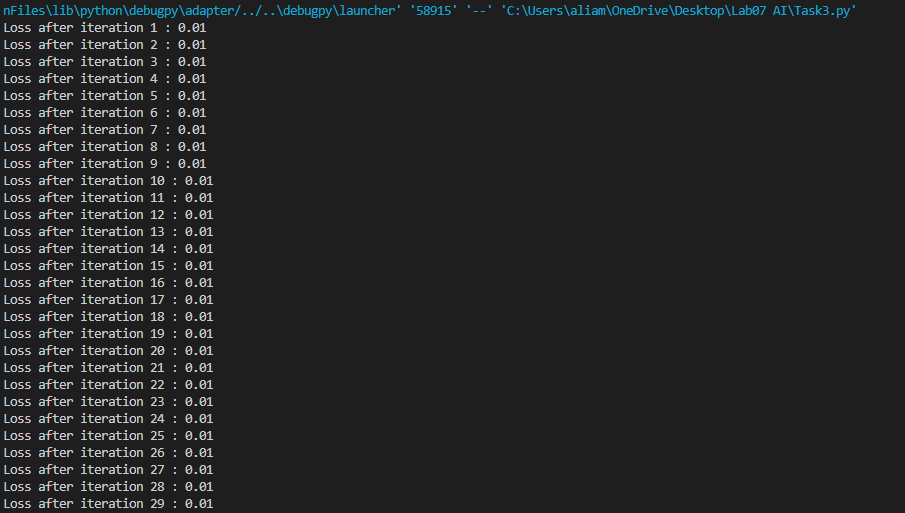 nFiles\lib\python\debugpy\adapter/../..\debugpy\launcher' '58915' '--' 'C:\Users\aliam\OneDrive\Desktop\Lab07 AI\Task3.py'
Loss after iteration 1 : 0.01
Loss after iteration 2 : 0.01
Loss after iteration 3 : 0.01
Loss after iteration 4 : 0.01
Loss after iteration 5 : 0.01
Loss after iteration 6 : 0.01
Loss after iteration 7 : 0.01
Loss after iteration 8 : 0.01
Loss after iteration 9 : 0.01
Loss after iteration 10 : 0.01
Loss after iteration 11 : 0.01
Loss after iteration 12 : 0.01
Loss after iteration 13 : 0.01
Loss after iteration 14 : 0.01
Loss after iteration 15 : 0.01
Loss after iteration 16 : 0.01
Loss after iteration 17 : 0.01
Loss after iteration 18 : 0.01
Loss after iteration 19 : 0.01
Loss after iteration 20 : 0.01
Loss after iteration 21 : 0.01
Loss after iteration 22 : 0.01
Loss after iteration 23 : 0.01
Loss after iteration 24 : 0.01
Loss after iteration 25 : 0.01
Loss after iteration 26 : 0.01
Loss after iteration 27 : 0.01
Loss after iteration 28 : 0.01
Loss after iteration 29 : 0.01